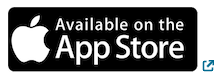 Available on the
App Store